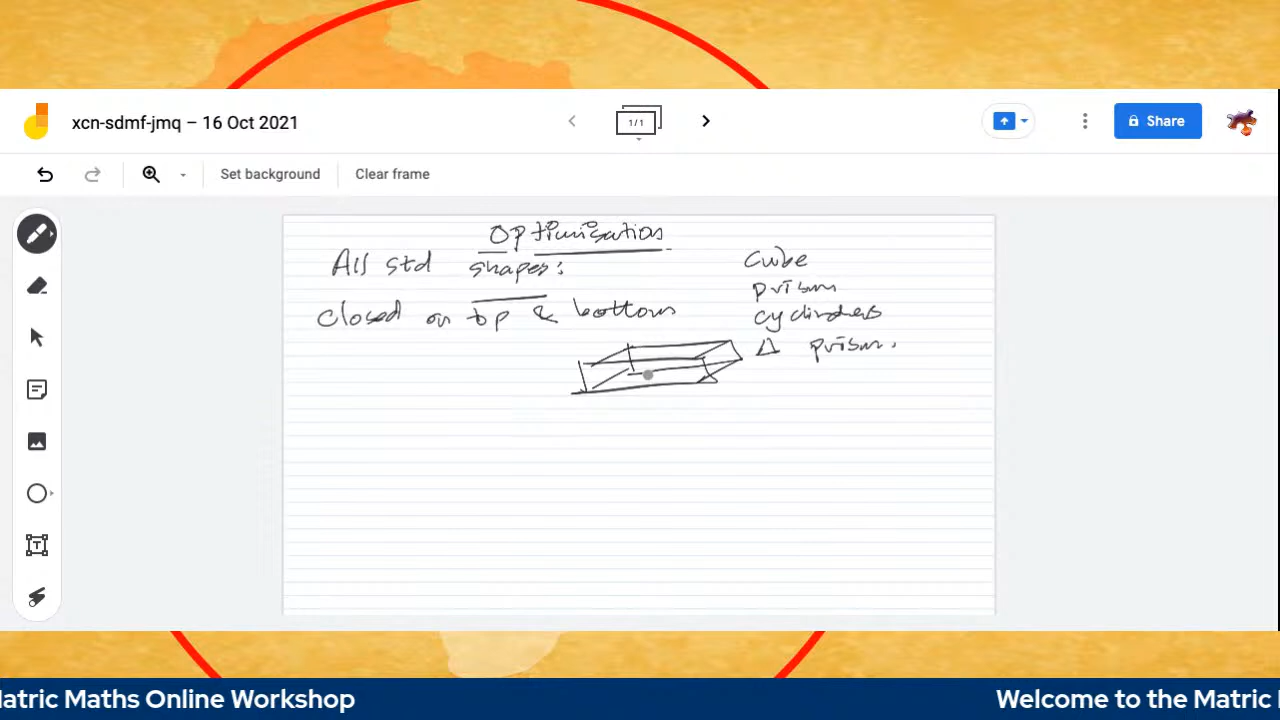 xcn-sdmf-jmq – 16 Oct 2021
1/1
Share
Set background
Clear frame
Optimisation
All std shapes:
closed on top & bottom
Cube
prism
cylinders
Δ prism.
T
latric Maths Online Workshop
Welcome to the Matric M